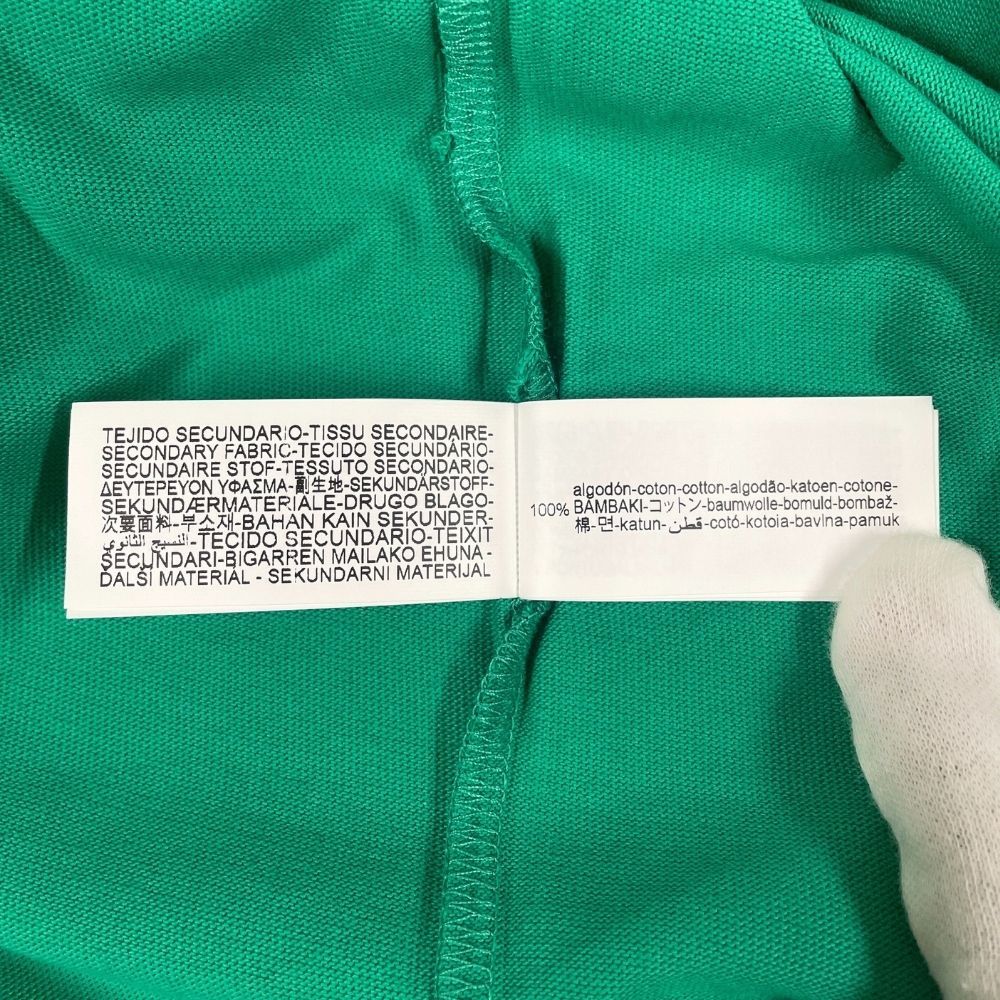 TEJIDO SECUNDARIO-TISSU SECONDAIRE-
SECONDARY FABRIC-TECIDO SECUNDÁRIO-
SECUNDAIRE STOF-TESSUTO SECONDARIO-
ΔΕΥΤΕΡΕΥΟΝ ΥΦΑΣΜΑ-副生地-SEKUNDÄRSTOFF-
SEKUNDÆRMATERIALE-DRUGO BLAGO-
次要面料-부소재-BAHAN KAIN SEKUNDER-
النسيج الثانوي-TECIDO SECUNDARIO-TEIXIT
SECUNDARI-BIGARREN MAILAKO EHUNA-
DALŠÍ MATERIÁL - SEKUNDARNI MATERIJAL
algodón-coton-cotton-algodão-katoen-cotone-
100% BAMBAKI-コットン-baumwolle-bomuld-bombaž-
棉-면-katun-قطن-cotó-kotoia-bavlna-pamuk